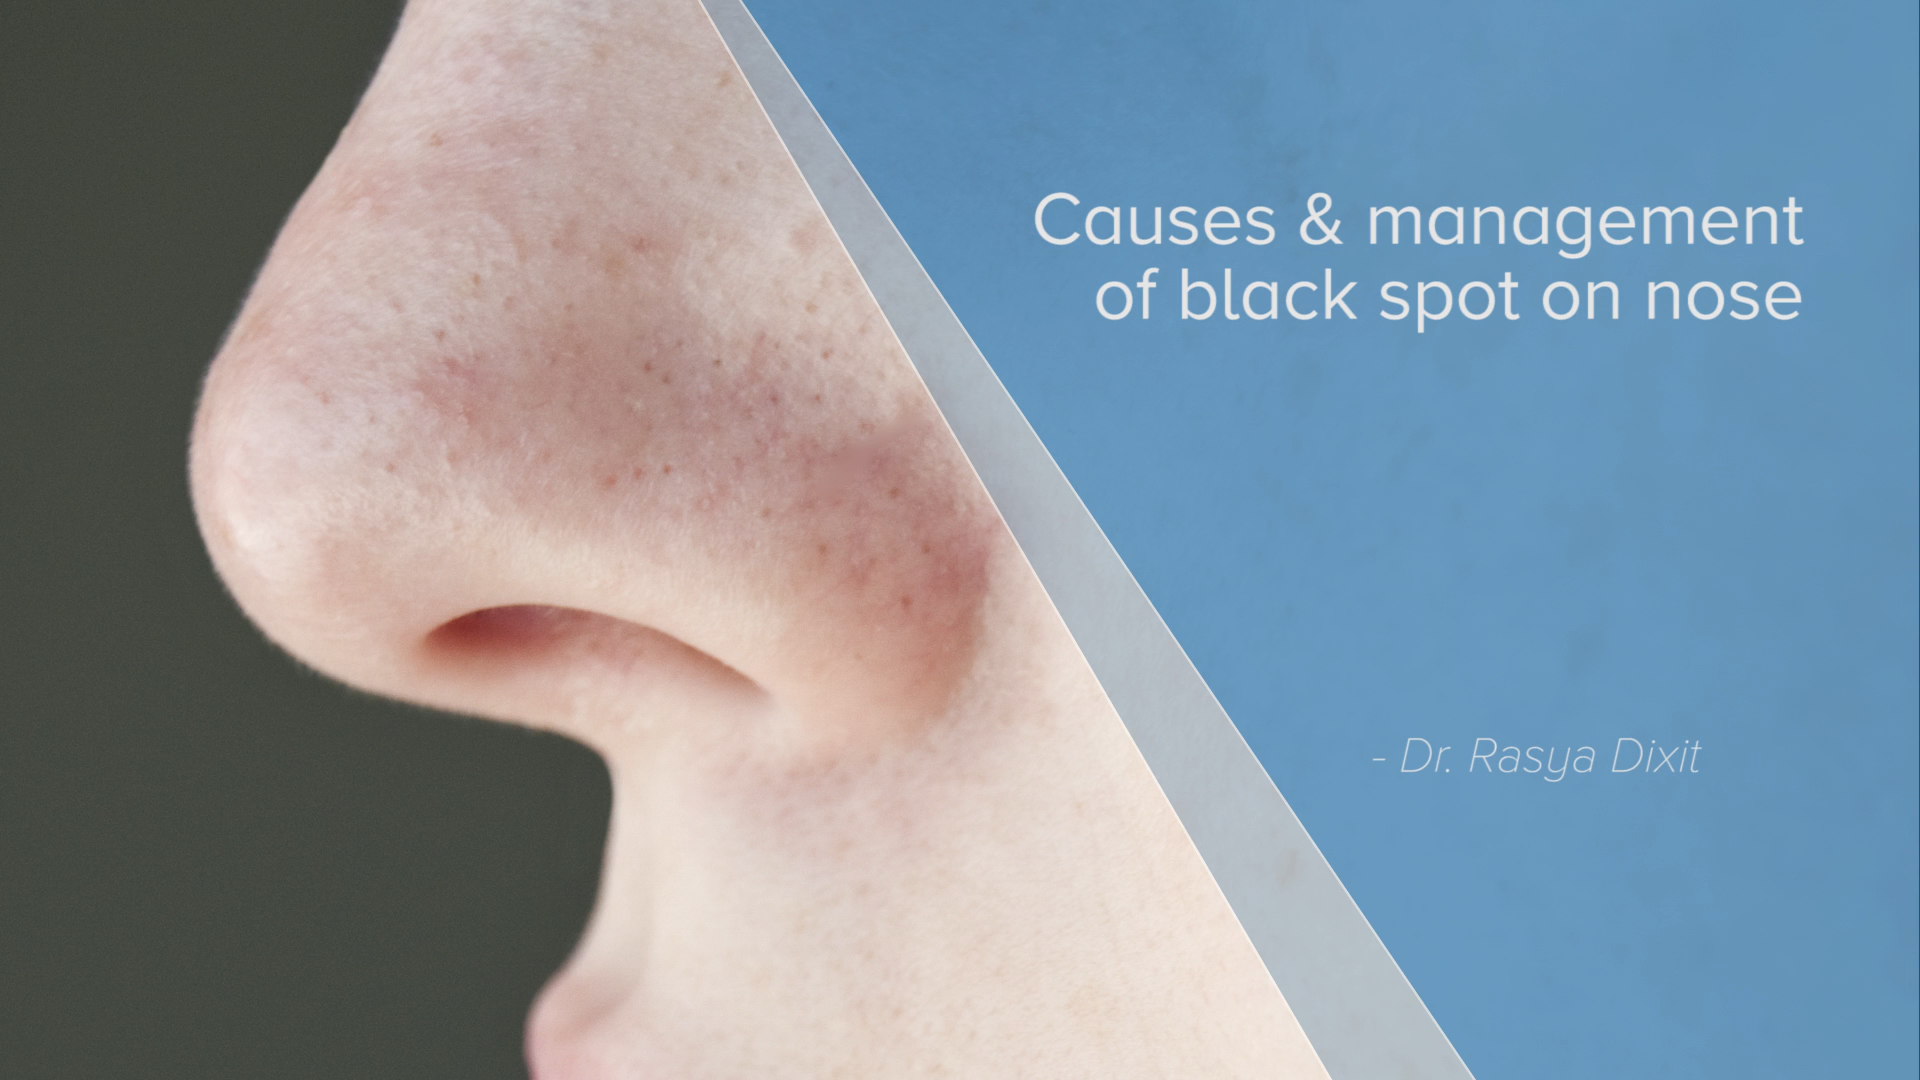 Causes & management
of black spot on nose
- Dr. Rasya Dixit